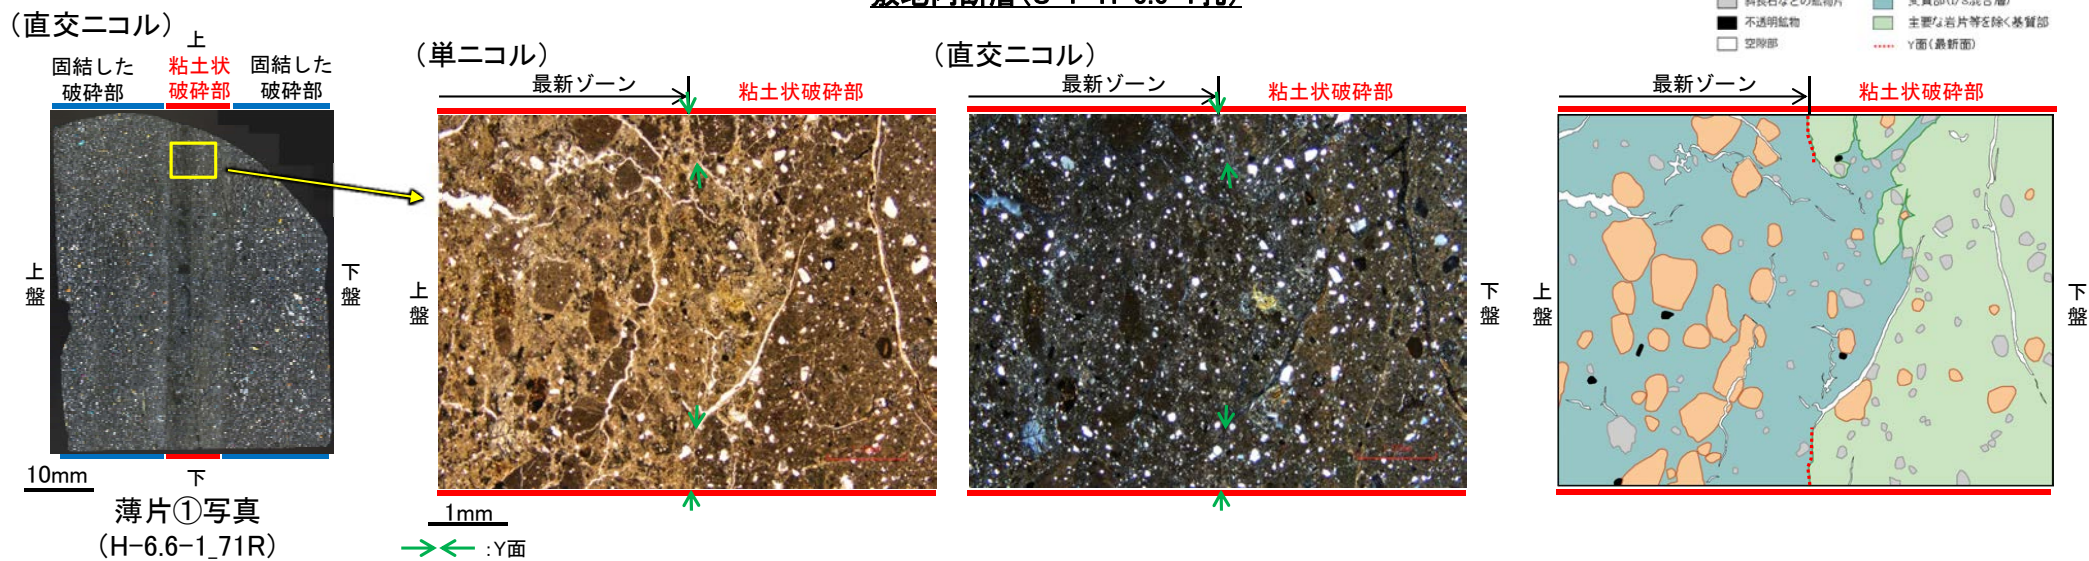 （直交ニコル）
上
固結した
破砕部
粘土状
破砕部
固結した
破砕部
上盤
下盤
10mm
下
薄片①写真
（H-6.6-1_71R）
（単ニコル）
最新ゾーン
粘土状破砕部
上盤
1mm
:Y面
（直交ニコル）
最新ゾーン
粘土状破砕部
下盤
不透明鉱物
空隙部
主要な岩片等を除く基質部
Y面(最新面)
最新ゾーン
粘土状破砕部
上盤
下盤